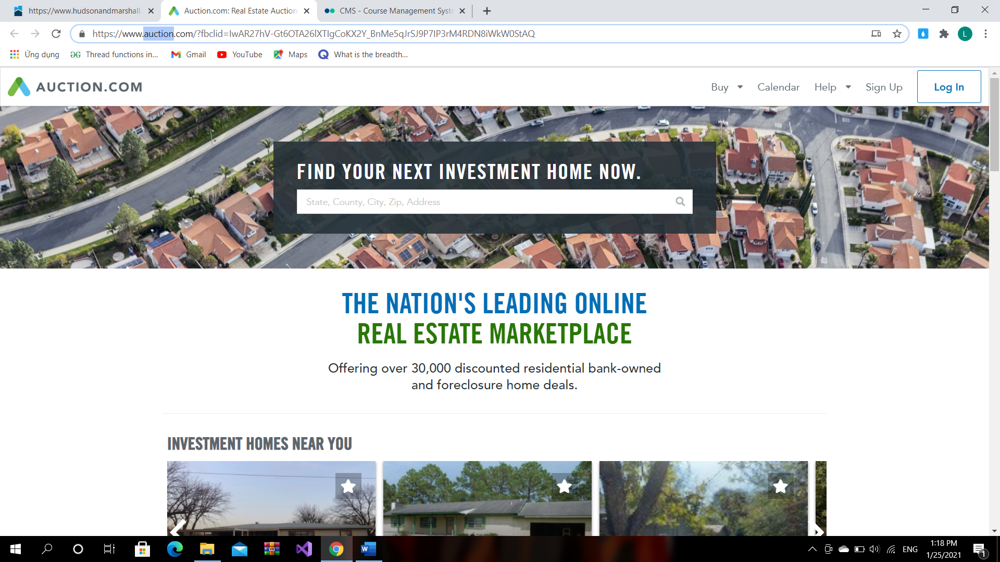 https://www.hudsonandmarshall.
Auction.com: Real Estate Auction
CMS - Course Management Syste
https://www.auction.com/?fbclid=IwAR27hV-Gt6OTA26lXTIgCoKX2Y_BnMe5qJrSJ9P7IP3rM4RDN8iWkW0StAQ
L
Ứng dụng
Thread functions in...
Gmail
YouTube
Maps
What is the breadth...
AUCTION.COM
Buy
Calendar
Help
Sign Up
Log In
FIND YOUR NEXT INVESTMENT HOME NOW.
State, County, City, Zip, Address
THE NATION'S LEADING ONLINE
REAL ESTATE MARKETPLACE
Offering over 30,000 discounted residential bank-owned
and foreclosure home deals.
INVESTMENT HOMES NEAR YOU
ENG
1:18 PM
1/25/2021
1